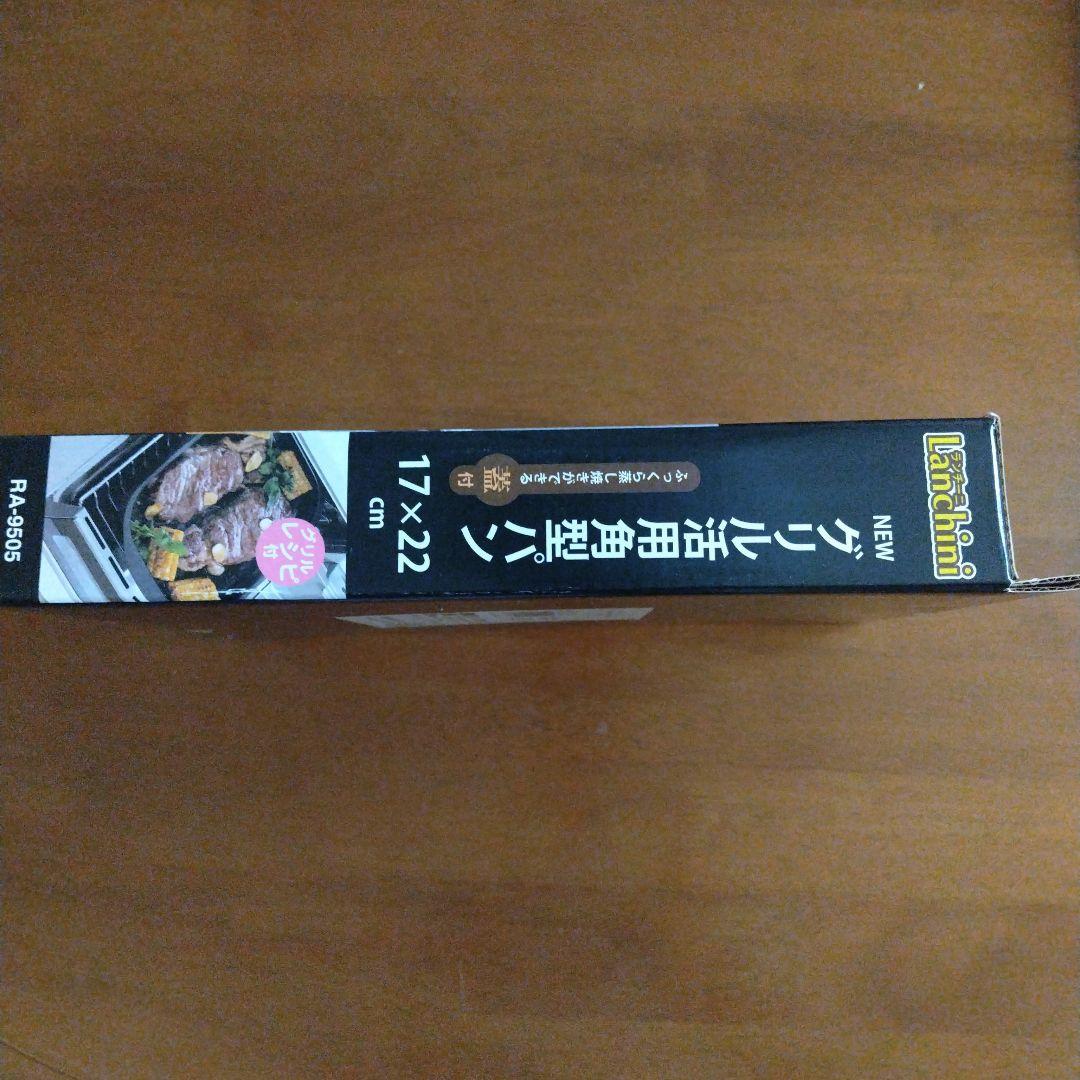 ランチーニ
Lanchini
NEW
グリル活用角型パン
ふっくら蒸し焼きができる
蓋付
17×22
cm
グリル
レシピ
付
RA-9505